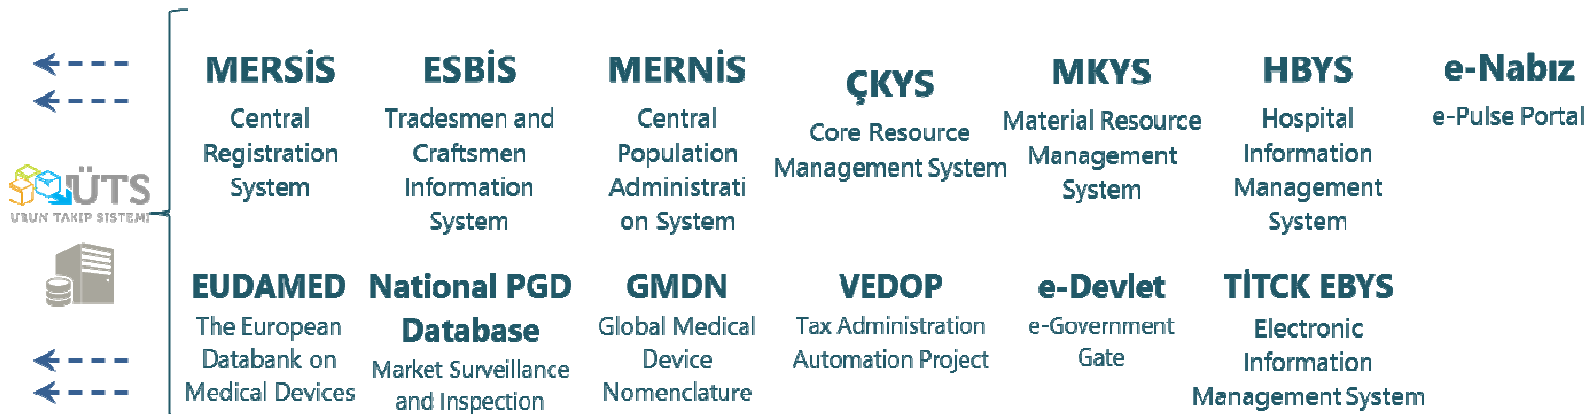 MERSİS
Central
Registration
System
ESBİS
Tradesmen and
Craftsmen
Information
System
MERNİS
Central
Population
Administrati
on System
ÇKYS
Core Resource
Management System
MKYS
Material Resource
Management
System
HBYS
Hospital
Information
Management
System
e-Nabız
e-Pulse Portal
ÜTS
ÜRÜN TAKİP SİSTEMİ
EUDAMED
The European
Databank on
Medical Devices
National PGD
Database
Market Surveillance
and Inspection
GMDN
Global Medical
Device
Nomenclature
VEDOP
Tax Administration
Automation Project
e-Devlet
e-Government
Gate
TİTCK EBYS
Electronic
Information
Management System